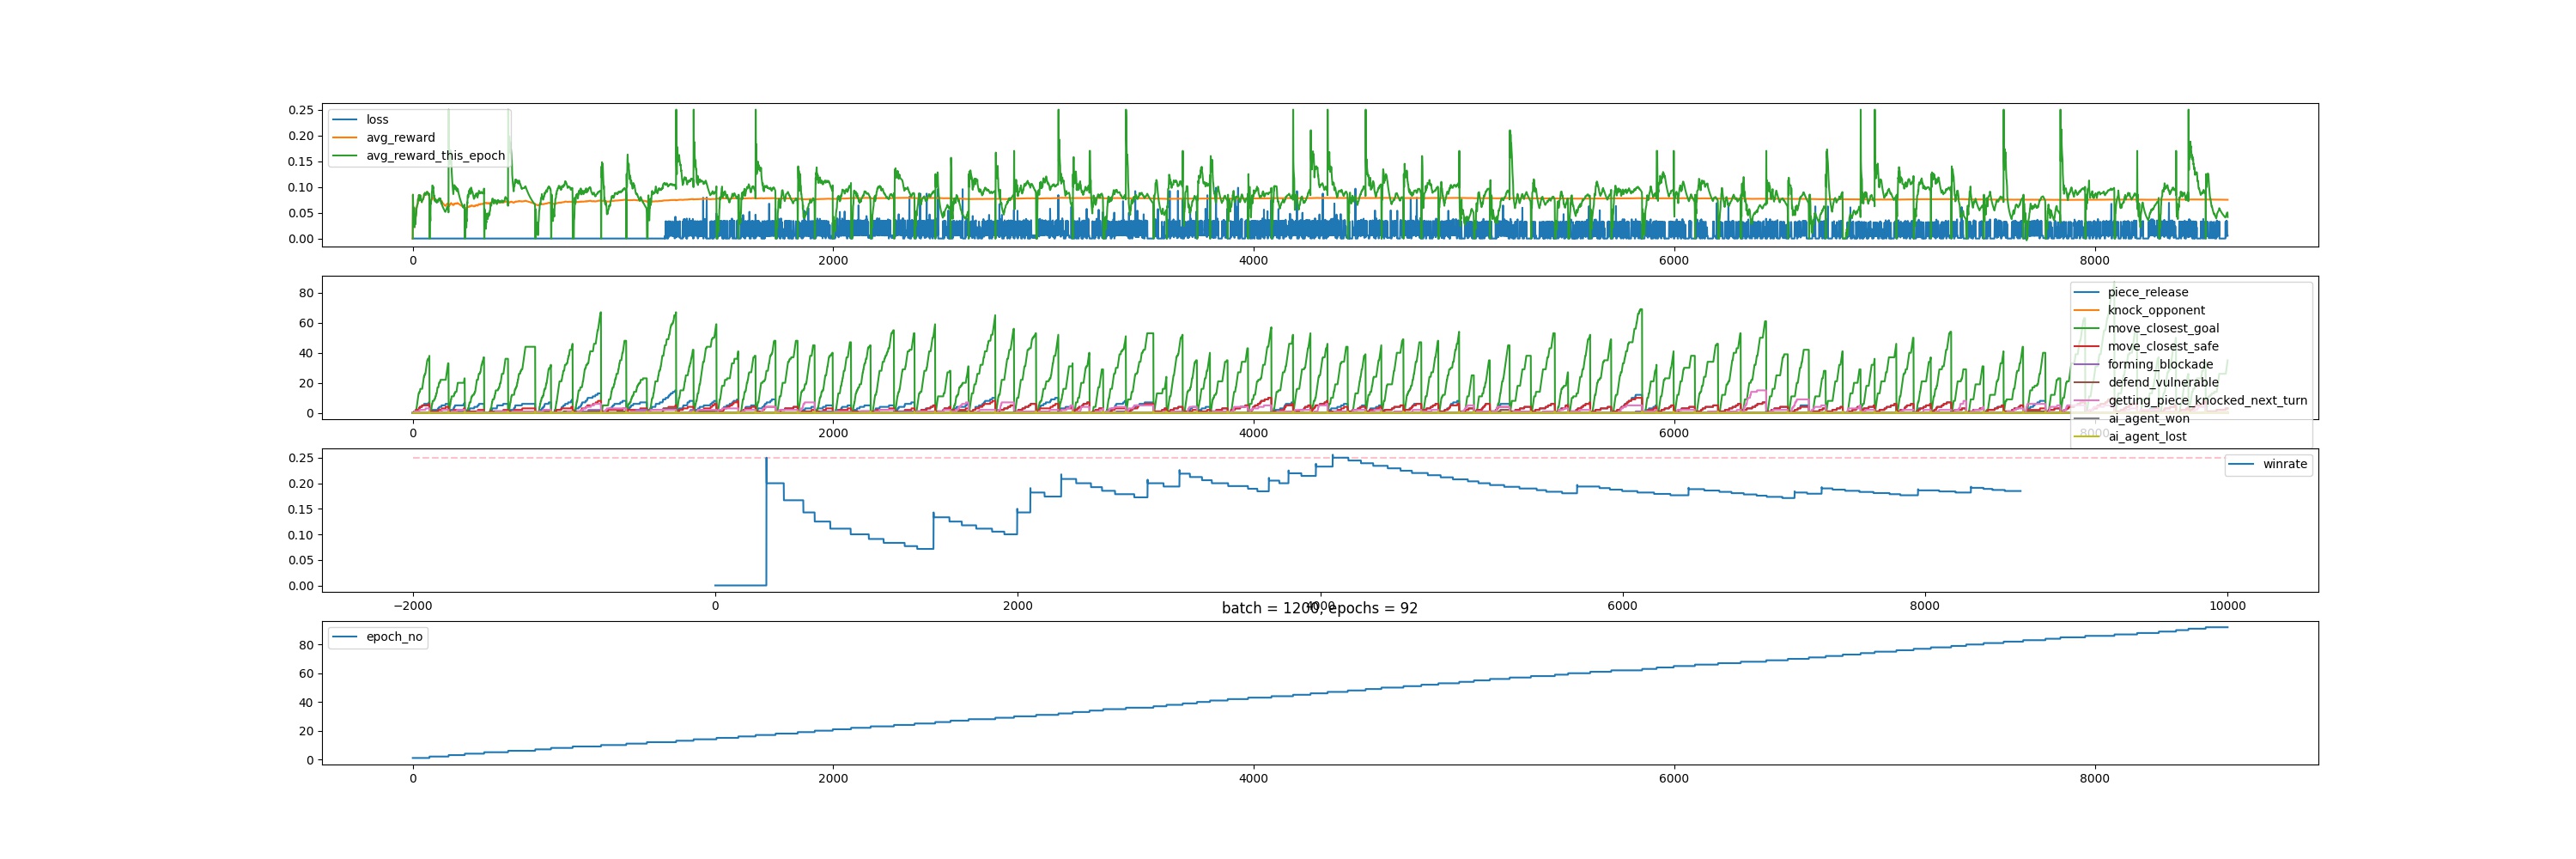 0.25
0.20
0.15
0.10
0.05
0.00
loss
avg_reward
avg_reward_this_epoch
0 2000 4000 6000 8000
80
60
40
20
0
piece_release
knock_opponent
move_closest_goal
move_closest_safe
forming_blockade
defend_vulnerable
getting_piece_knocked_next_turn
ai_agent_won
ai_agent_lost
0 2000 4000 6000 8000
0.25
0.20
0.15
0.10
0.05
0.00
winrate
−2000 0 2000 4000 6000 8000 10000
batch = 1200, epochs = 92
80
60
40
20
0
epoch_no
0 2000 4000 6000 8000